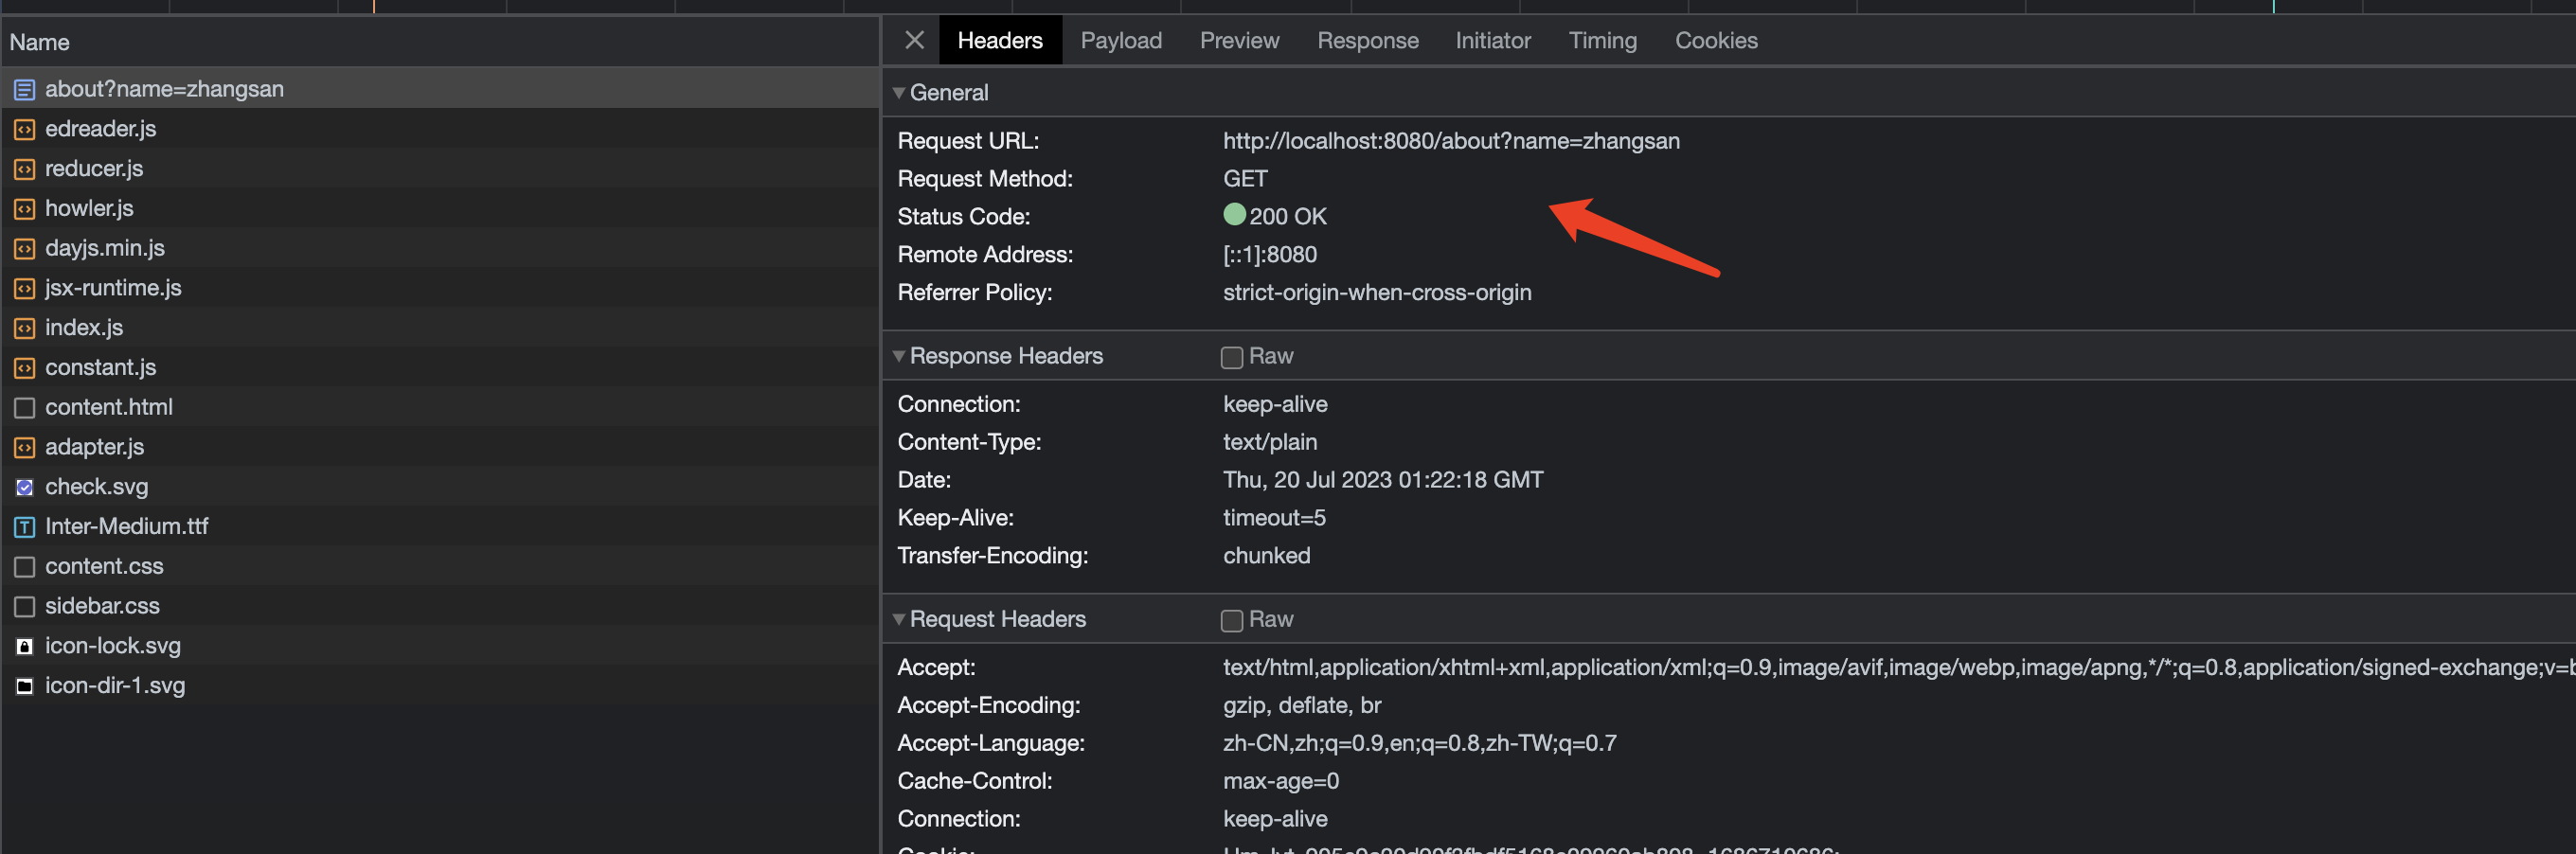 Name
about?name=zhangsan
edreader.js
reducer.js
howler.js
dayjs.min.js
jsx-runtime.js
index.js
constant.js
content.html
adapter.js
check.svg
Inter-Medium.ttf
content.css
sidebar.css
icon-lock.svg
icon-dir-1.svg
Headers Payload Preview Response Initiator Timing Cookies
General
Request URL: http://localhost:8080/about?name=zhangsan
Request Method: GET
Status Code: 200 OK
Remote Address: [::1]:8080
Referrer Policy: strict-origin-when-cross-origin
Response Headers Raw
Connection: keep-alive
Content-Type: text/plain
Date: Thu, 20 Jul 2023 01:22:18 GMT
Keep-Alive: timeout=5
Transfer-Encoding: chunked
Request Headers Raw
Accept: text/html,application/xhtml+xml,application/xml;q=0.9,image/avif,image/webp,image/apng,*/*;q=0.8,application/signed-exchange;v=b
Accept-Encoding: gzip, deflate, br
Accept-Language: zh-CN,zh;q=0.9,en;q=0.8,zh-TW;q=0.7
Cache-Control: max-age=0
Connection: keep-alive
Cookie: